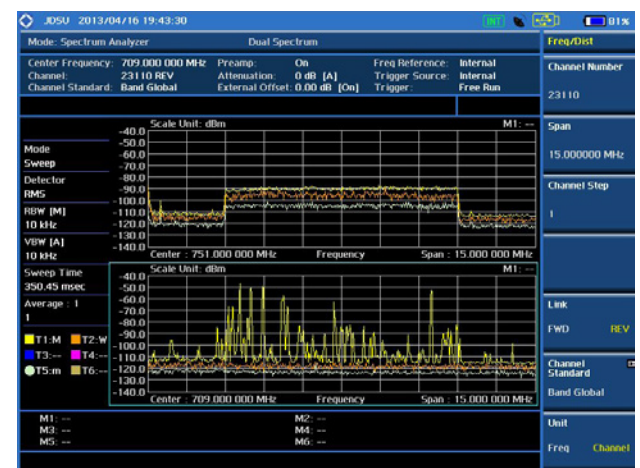 JDSU 2013/04/16 19:43:30 INT 81%
Mode: Spectrum Analyzer Dual Spectrum Freq/Dist
Center Frequency: 709.000 000 MHz Preamp: On Freq Reference: Internal
Channel: 23110 REV Attenuation: 0 dB [A] Trigger Source: Internal
Channel Standard: Band Global External Offset: 0.00 dB [On] Trigger: Free Run
Channel Number
23110
Span
15.000000 MHz
Channel Step
1
Link
FWD REV
Channel Standard
Band Global
Unit
Freq Channel
Mode
Sweep
Detector
RMS
RBW [M]
10 kHz
VBW [A]
10 kHz
Sweep Time
350.45 msec
Average : 1
1
T1:M T2:W
T3:-- T4:--
T5:m T6:--
Scale Unit: dBm M1: --
-40.0
-50.0
-60.0
-70.0
-80.0
-90.0
-100.0
-110.0
-120.0
-130.0
-140.0
Center : 751.000 000 MHz Frequency Span : 15.000 000 MHz
Scale Unit: dBm M1: --
-40.0
-50.0
-60.0
-70.0
-80.0
-90.0
-100.0
-110.0
-120.0
-130.0
-140.0
Center : 709.000 000 MHz Frequency Span : 15.000 000 MHz
M1: -- M2: --
M3: -- M4: --
M5: -- M6: --